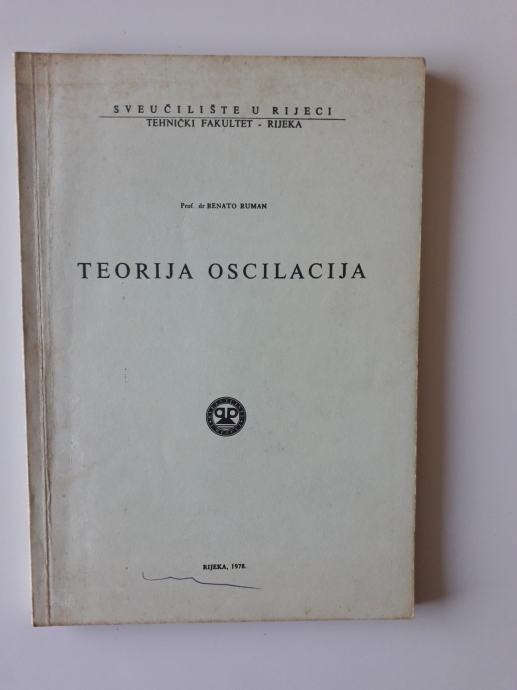 SVEUČILIŠTE U RIJECI
TEHNIČKI FAKULTET - RIJEKA
Prof. dr RENATO RUMAN
TEORIJA OSCILACIJA
RIJEKA, 1978.